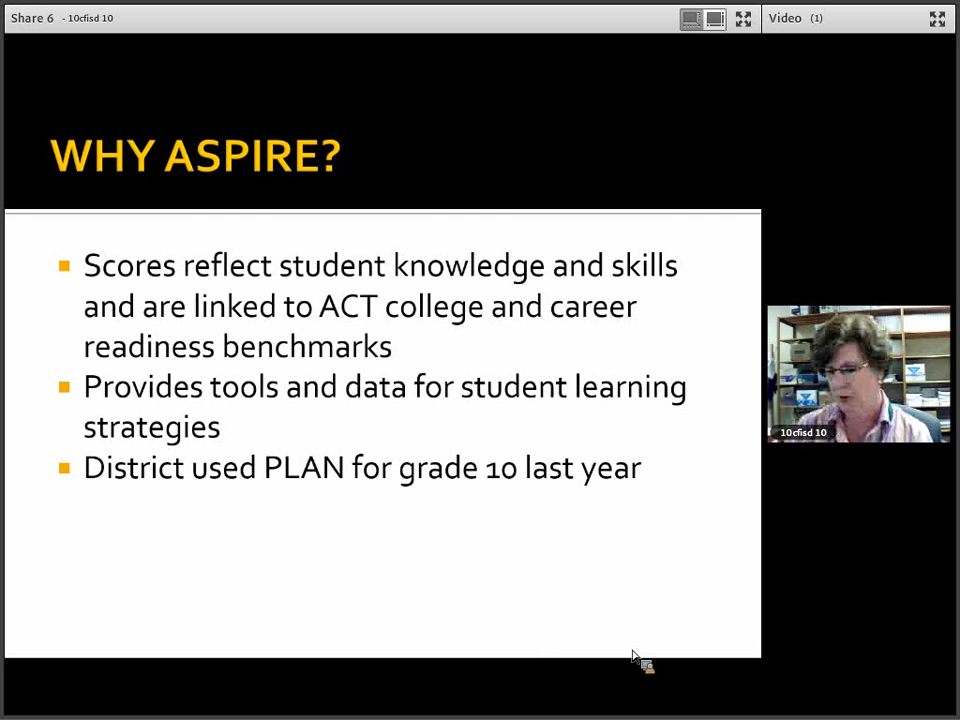 Share 6 - 10cfisd 10
Video (1)
WHY ASPIRE?
Scores reflect student knowledge and skills
and are linked to ACT college and career
readiness benchmarks
Provides tools and data for student learning
strategies
District used PLAN for grade 10 last year
10cfisd 10